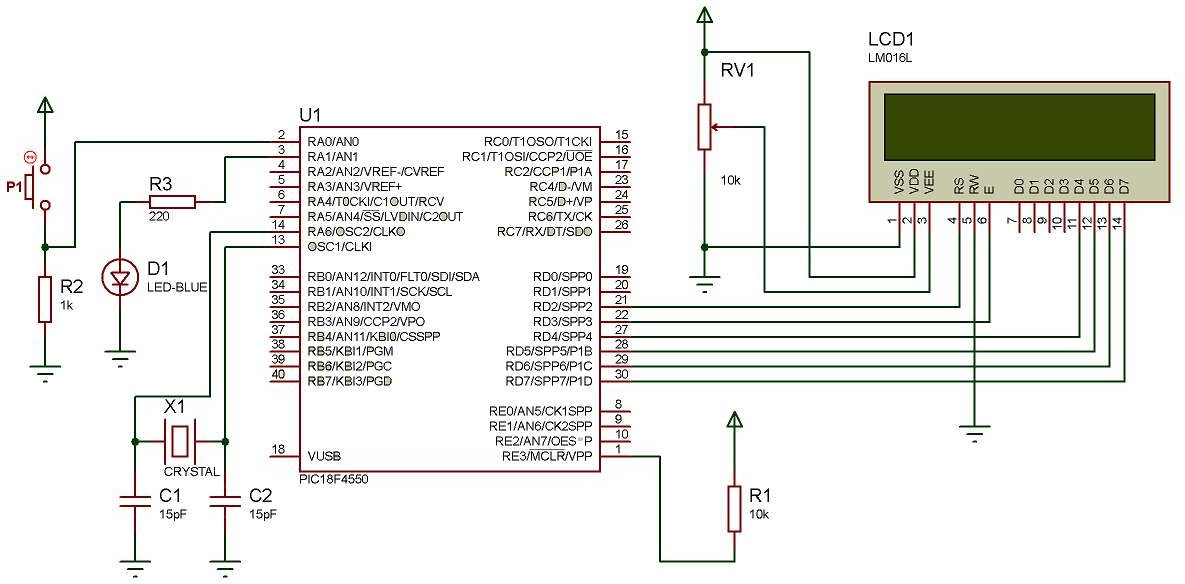 LCD1
LM016L
RV1
10k
VSS
VDD
VEE
RS
RW
E
D0
D1
D2
D3
D4
D5
D6
D7
1
2
3
4
5
6
7
8
9
10
11
12
13
14
U1
2 RA0/AN0
3 RA1/AN1
4 RA2/AN2/VREF-/CVREF
5 RA3/AN3/VREF+
6 RA4/T0CKI/C1OUT/RCV
7 RA5/AN4/SS/LVDIN/C2OUT
14 RA6/OSC2/CLKO
13 OSC1/CLKI
33 RB0/AN12/INT0/FLT0/SDI/SDA
34 RB1/AN10/INT1/SCK/SCL
35 RB2/AN8/INT2/VMO
36 RB3/AN9/CCP2/VPO
37 RB4/AN11/KBI0/CSSPP
38 RB5/KBI1/PGM
39 RB6/KBI2/PGC
40 RB7/KBI3/PGD
18 VUSB
RC0/T1OSO/T1CKI 15
RC1/T1OSI/CCP2/UOE 16
RC2/CCP1/P1A 17
RC4/D-/VM 23
RC5/D+/VP 24
RC6/TX/CK 25
RC7/RX/DT/SDO 26
RD0/SPP0 19
RD1/SPP1 20
RD2/SPP2 21
RD3/SPP3 22
RD4/SPP4 27
RD5/SPP5/P1B 28
RD6/SPP6/P1C 29
RD7/SPP7/P1D 30
RE0/AN5/CK1SPP 8
RE1/AN6/CK2SPP 9
RE2/AN7/OESPP 10
RE3/MCLR/VPP 1
PIC18F4550
P1
R3
220
R2
1k
D1
LED-BLUE
X1
CRYSTAL
C1
15pF
C2
15pF
R1
10k